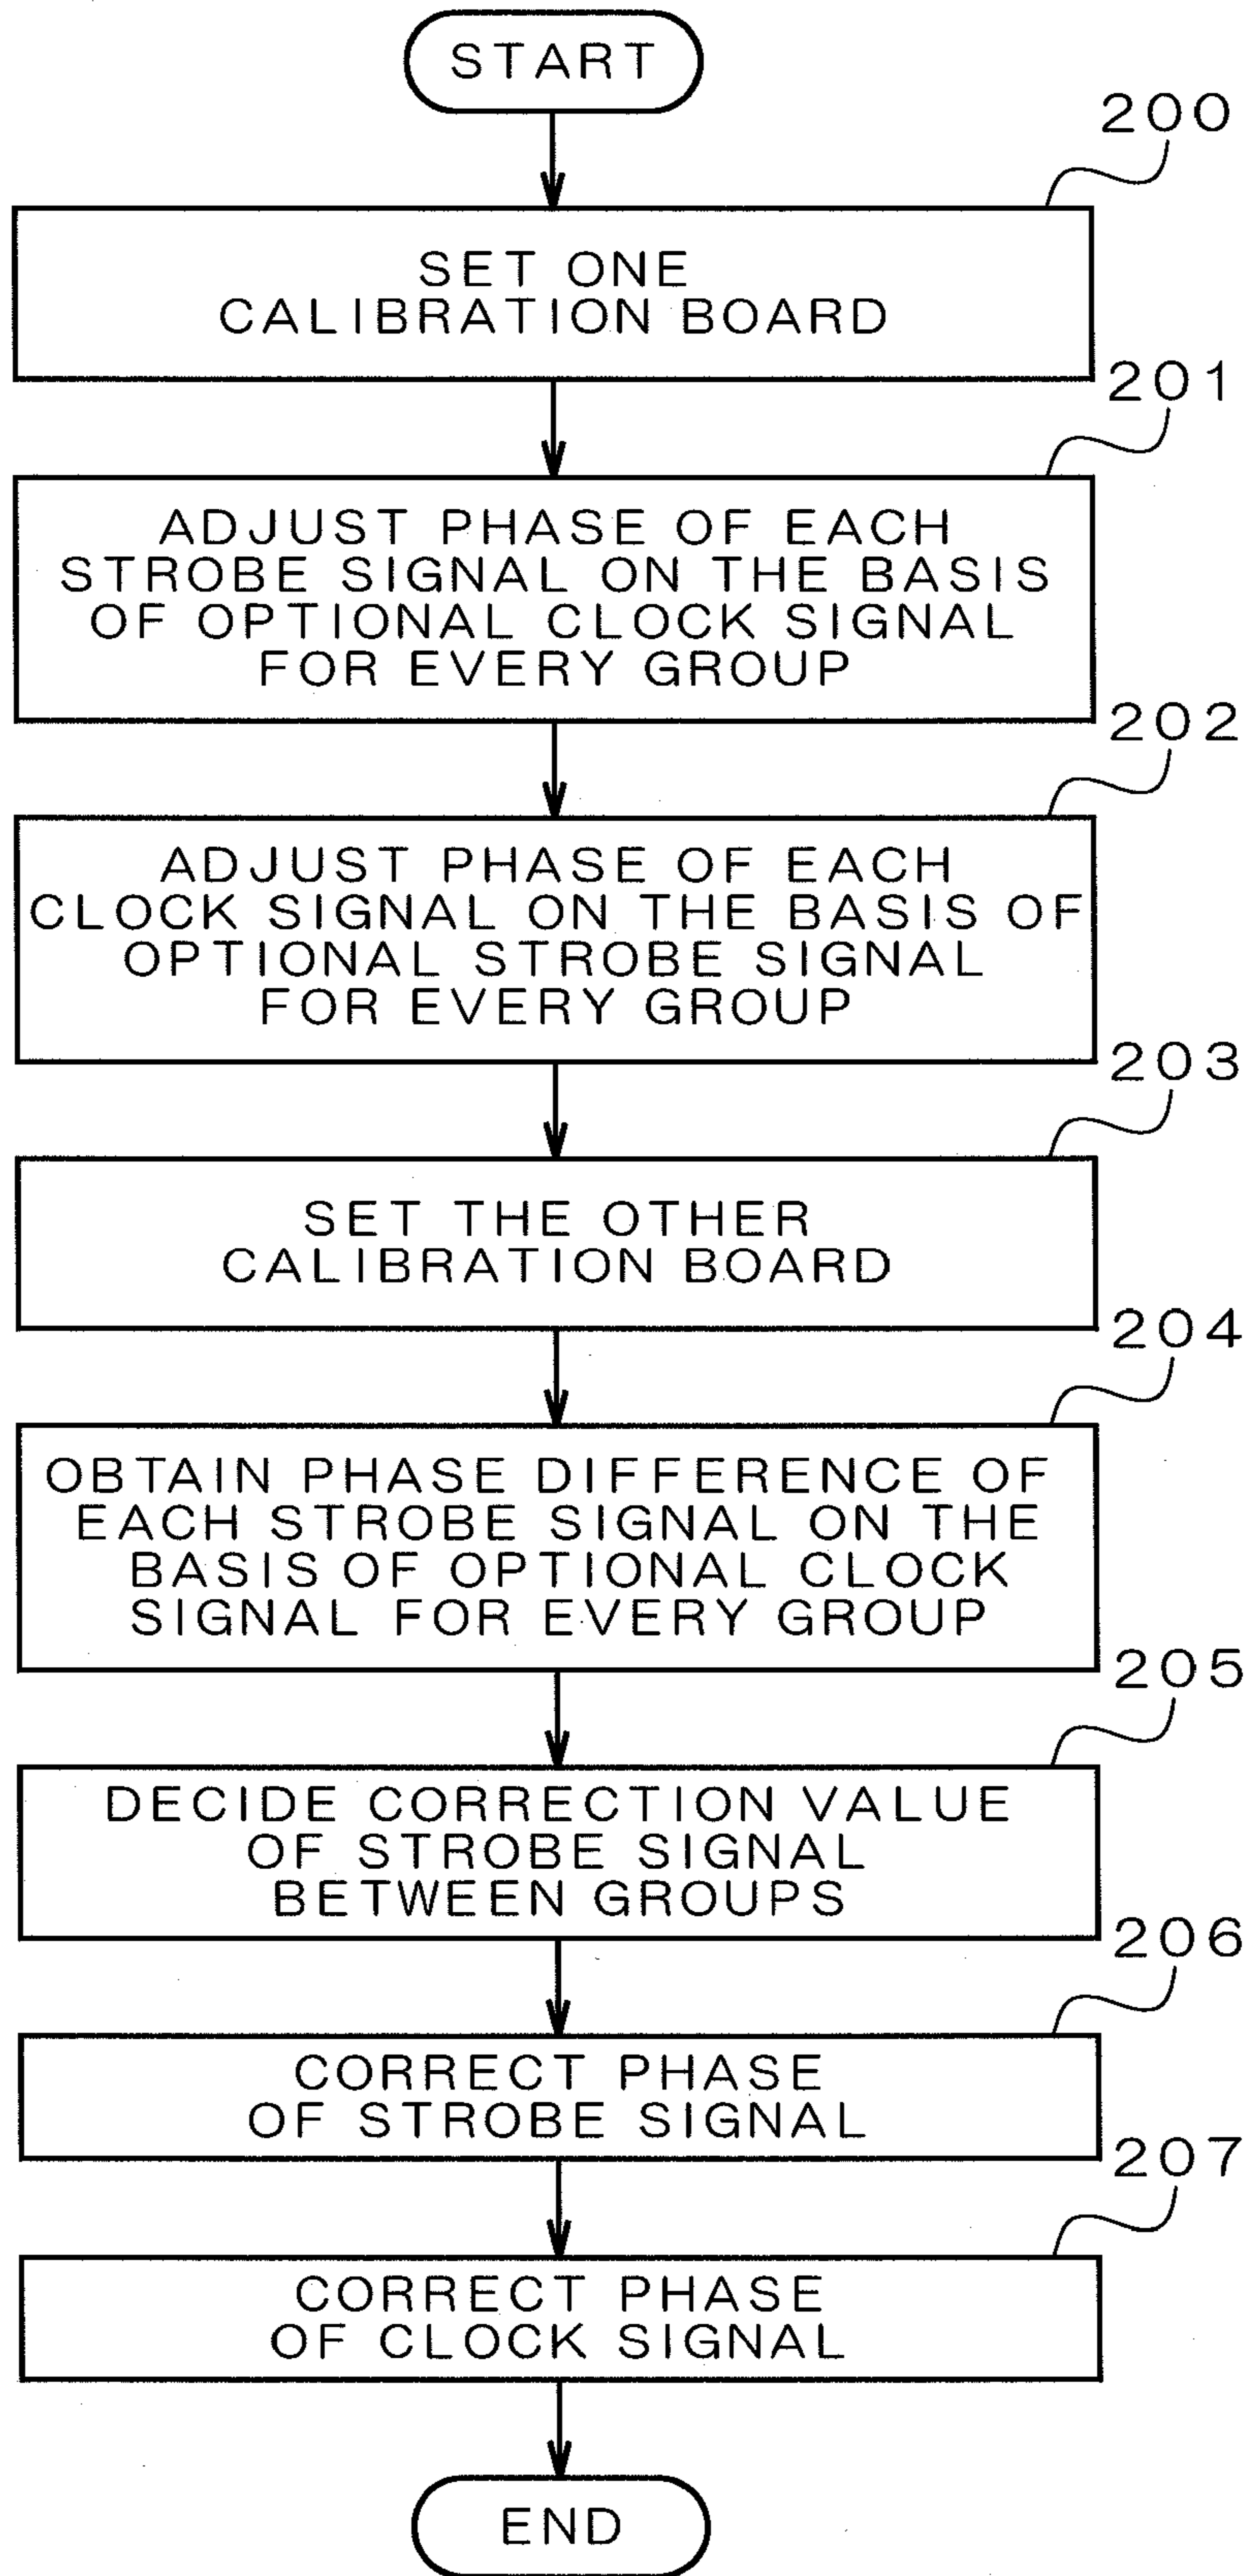 START
200
SET ONE
CALIBRATION BOARD
201
ADJUST PHASE OF EACH
STROBE SIGNAL ON THE BASIS
OF OPTIONAL CLOCK SIGNAL
FOR EVERY GROUP
202
ADJUST PHASE OF EACH
CLOCK SIGNAL ON THE BASIS OF
OPTIONAL STROBE SIGNAL
FOR EVERY GROUP
203
SET THE OTHER
CALIBRATION BOARD
204
OBTAIN PHASE DIFFERENCE OF
EACH STROBE SIGNAL ON THE
BASIS OF OPTIONAL CLOCK
SIGNAL FOR EVERY GROUP
205
DECIDE CORRECTION VALUE
OF STROBE SIGNAL
BETWEEN GROUPS
206
CORRECT PHASE
OF STROBE SIGNAL
207
CORRECT PHASE
OF CLOCK SIGNAL
END